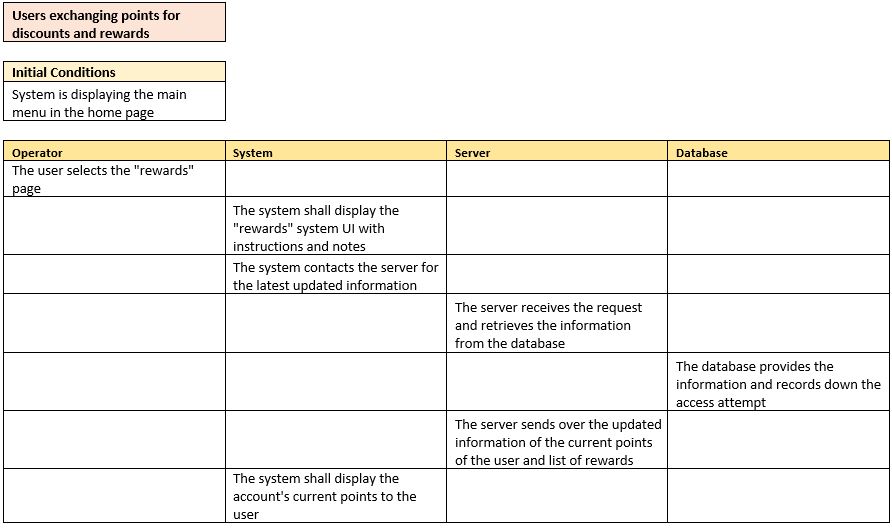 Users exchanging points for
discounts and rewards
Initial Conditions
System is displaying the main
menu in the home page
Operator System Server Database
The user selects the "rewards"
page
The system shall display the
"rewards" system UI with
instructions and notes
The system contacts the server for
the latest updated information
The server receives the request
and retrieves the information
from the database
The database provides the
information and records down the
access attempt
The server sends over the updated
information of the current points
of the user and list of rewards
The system shall display the
account's current points to the
user